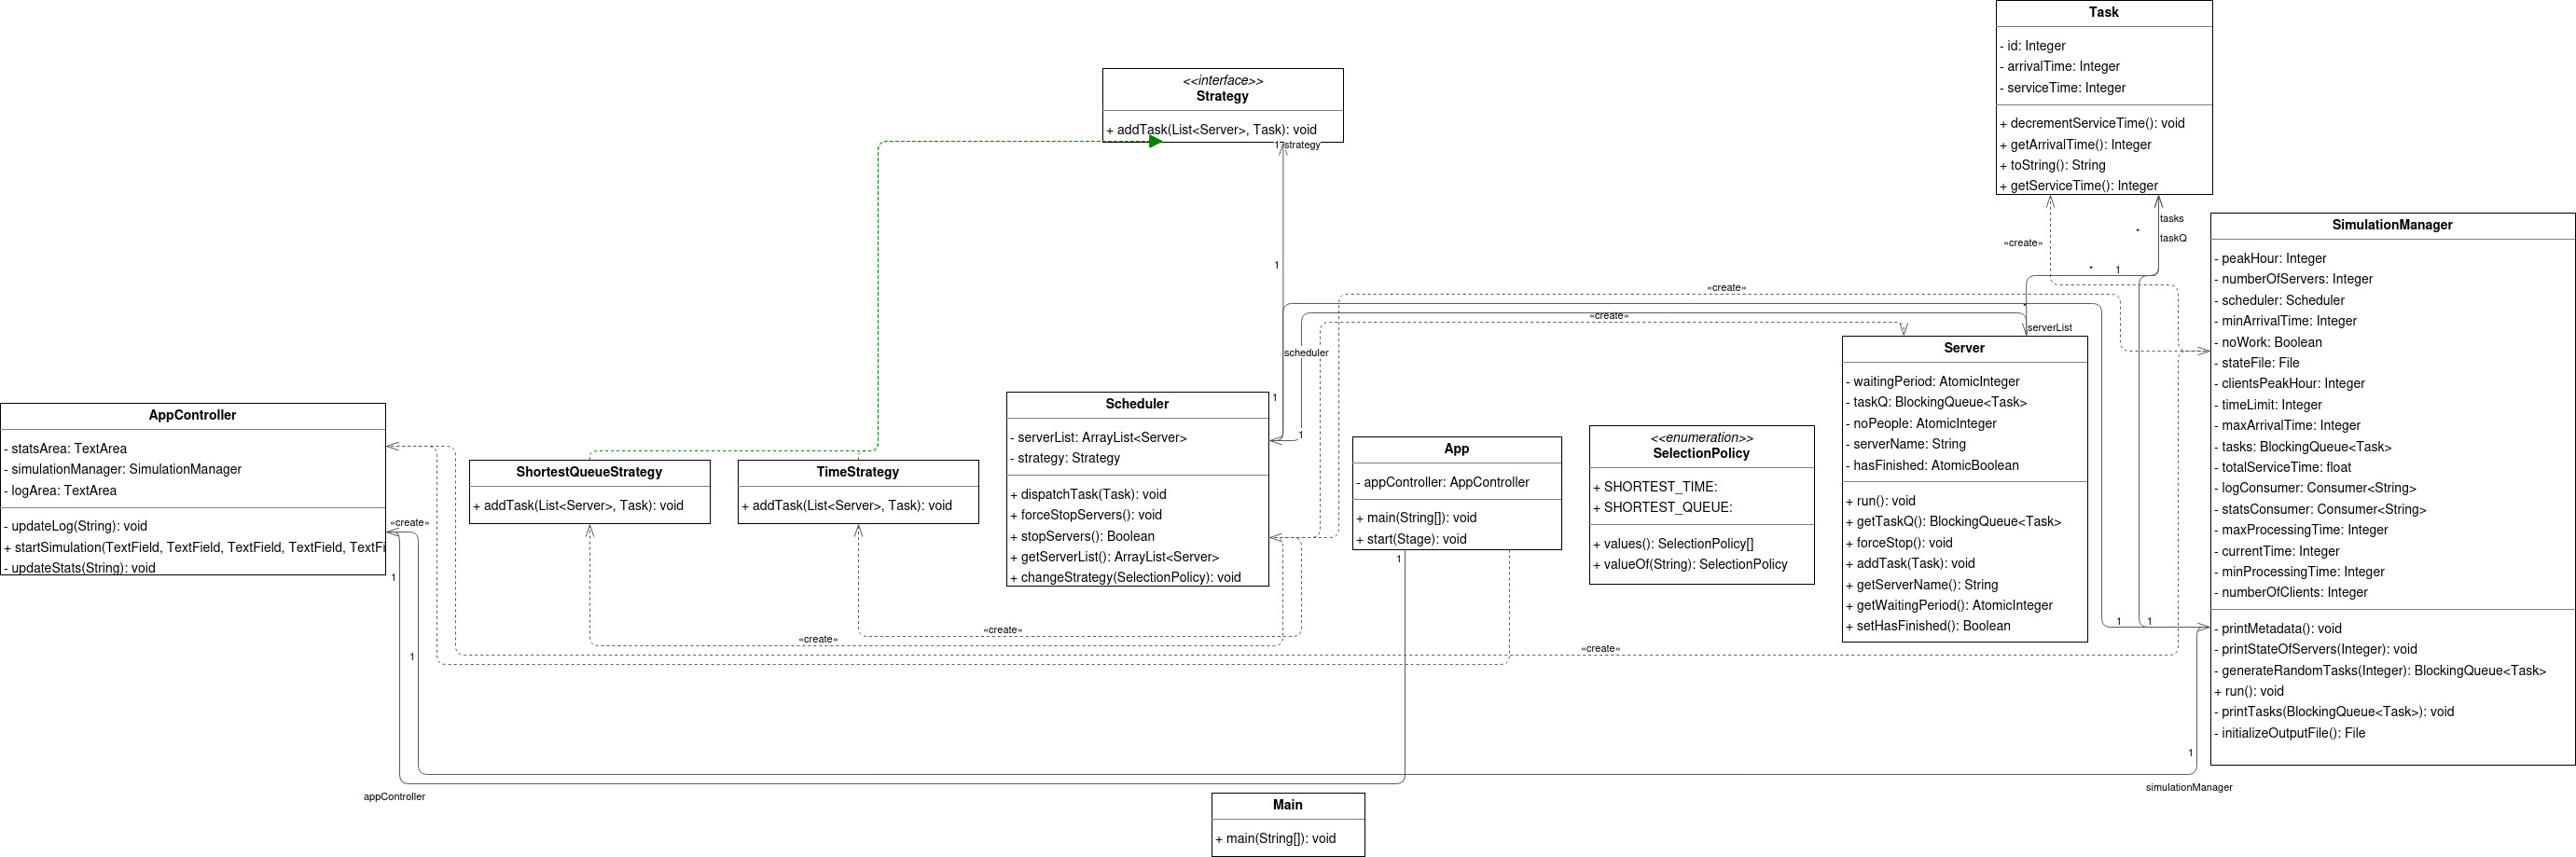 Task
- id: Integer
- arrivalTime: Integer
- serviceTime: Integer
+ decrementServiceTime(): void
+ getArrivalTime(): Integer
+ toString(): String
+ getServiceTime(): Integer
<<interface>>
Strategy
+ addTask(List<Server>, Task): void
1
strategy
1
tasks
*
taskQ
«create»
*
1
«create»
«create»
*
serverList
scheduler
1
1
SimulationManager
- peakHour: Integer
- numberOfServers: Integer
- scheduler: Scheduler
- minArrivalTime: Integer
- noWork: Boolean
- stateFile: File
- clientsPeakHour: Integer
- timeLimit: Integer
- maxArrivalTime: Integer
- tasks: BlockingQueue<Task>
- totalServiceTime: float
- logConsumer: Consumer<String>
- statsConsumer: Consumer<String>
- maxProcessingTime: Integer
- currentTime: Integer
- minProcessingTime: Integer
- numberOfClients: Integer
- printMetadata(): void
- printStateOfServers(Integer): void
- generateRandomTasks(Integer): BlockingQueue<Task>
+ run(): void
- printTasks(BlockingQueue<Task>): void
- initializeOutputFile(): File
Server
- waitingPeriod: AtomicInteger
- taskQ: BlockingQueue<Task>
- noPeople: AtomicInteger
- serverName: String
- hasFinished: AtomicBoolean
+ run(): void
+ getTaskQ(): BlockingQueue<Task>
+ forceStop(): void
+ addTask(Task): void
+ getServerName(): String
+ getWaitingPeriod(): AtomicInteger
+ setHasFinished(): Boolean
AppController
- statsArea: TextArea
- simulationManager: SimulationManager
- logArea: TextArea
- updateLog(String): void
+ startSimulation(TextField, TextField, TextField, TextField, TextFi
- updateStats(String): void
«create»
1
1
ShortestQueueStrategy
+ addTask(List<Server>, Task): void
TimeStrategy
+ addTask(List<Server>, Task): void
Scheduler
- serverList: ArrayList<Server>
- strategy: Strategy
+ dispatchTask(Task): void
+ forceStopServers(): void
+ stopServers(): Boolean
+ getServerList(): ArrayList<Server>
+ changeStrategy(SelectionPolicy): void
App
- appController: AppController
+ main(String[]): void
+ start(Stage): void
1
<<enumeration>>
SelectionPolicy
+ SHORTEST_TIME:
+ SHORTEST_QUEUE:
+ values(): SelectionPolicy[]
+ valueOf(String): SelectionPolicy
1
1
«create»
«create»
«create»
1
simulationManager
appController
Main
+ main(String[]): void